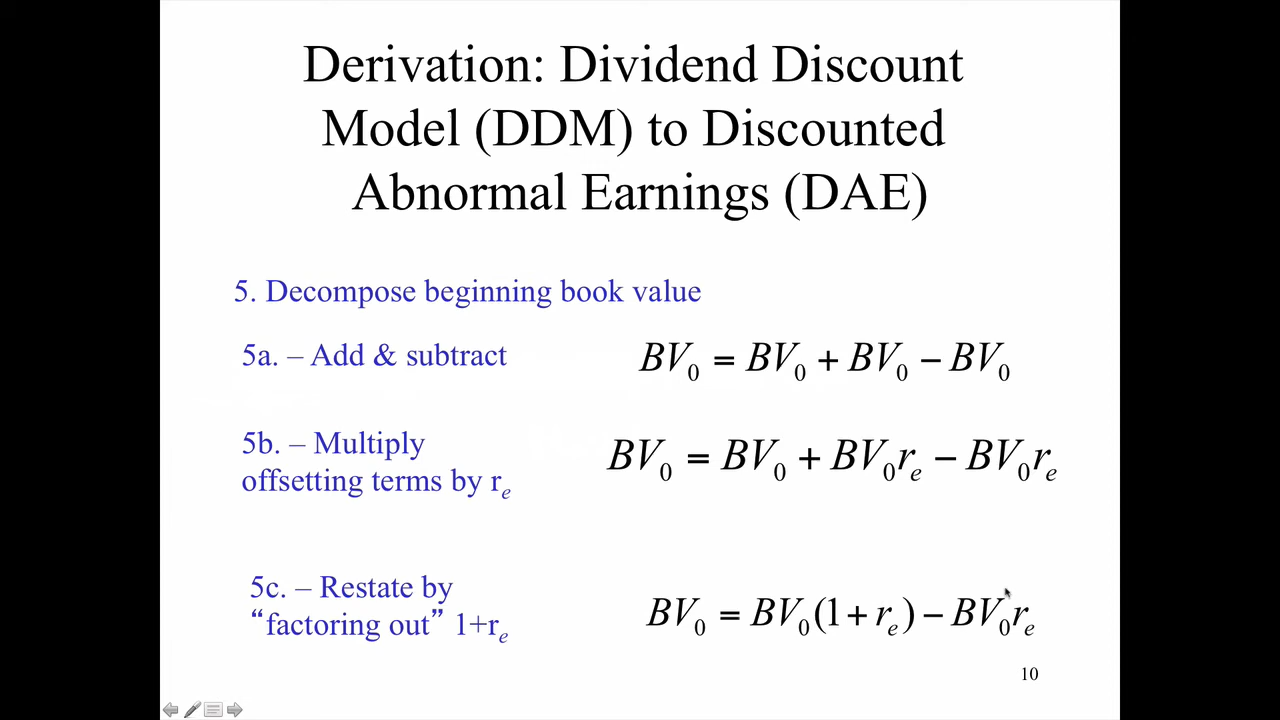 Derivation: Dividend Discount
Model (DDM) to Discounted
Abnormal Earnings (DAE)
5. Decompose beginning book value
5a. – Add & subtract
BV₀ = BV₀ + BV₀ − BV₀
5b. – Multiply
offsetting terms by rₑ
BV₀ = BV₀ + BV₀rₑ − BV₀rₑ
5c. – Restate by
“factoring out” 1+rₑ
BV₀ = BV₀(1 + rₑ) − BV₀rₑ
10